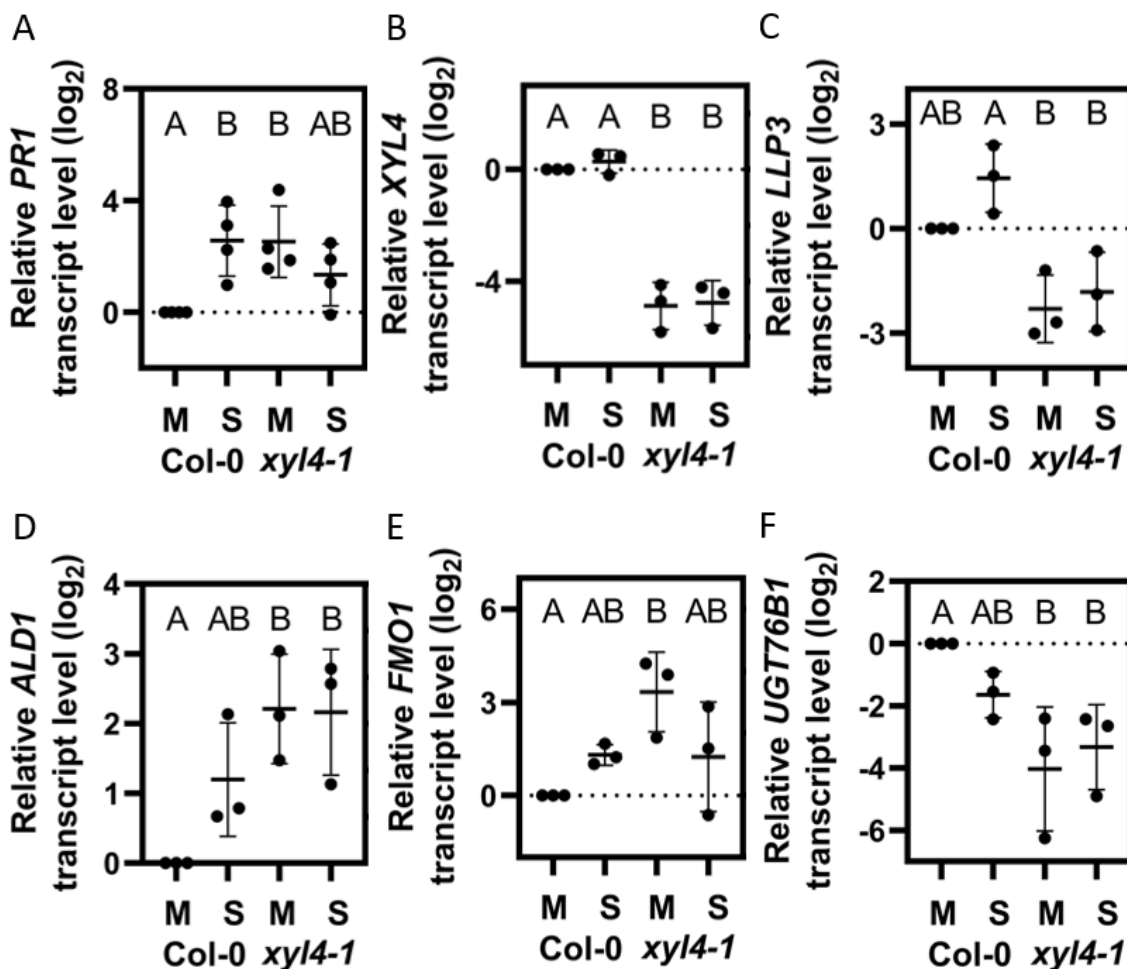 A
Relative PR1
transcript level (log2)
8
4
0
A B B AB
M S M S
Col-0 xyl4-1
B
Relative XYL4
transcript level (log2)
0
-4
A A B B
M S M S
Col-0 xyl4-1
C
Relative LLP3
transcript level (log2)
3
0
-3
AB A B B
M S M S
Col-0 xyl4-1
D
Relative ALD1
transcript level (log2)
4
3
2
1
0
A AB B B
M S M S
Col-0 xyl4-1
E
Relative FMO1
transcript level (log2)
6
3
0
A AB B AB
M S M S
Col-0 xyl4-1
F
Relative UGT76B1
transcript level (log2)
2
0
-2
-4
-6
A AB B B
M S M S
Col-0 xyl4-1